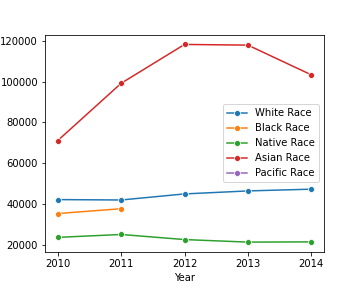 120000
100000
80000
60000
40000
20000
White Race
Black Race
Native Race
Asian Race
Pacific Race
2010 2011 2012 2013 2014
Year